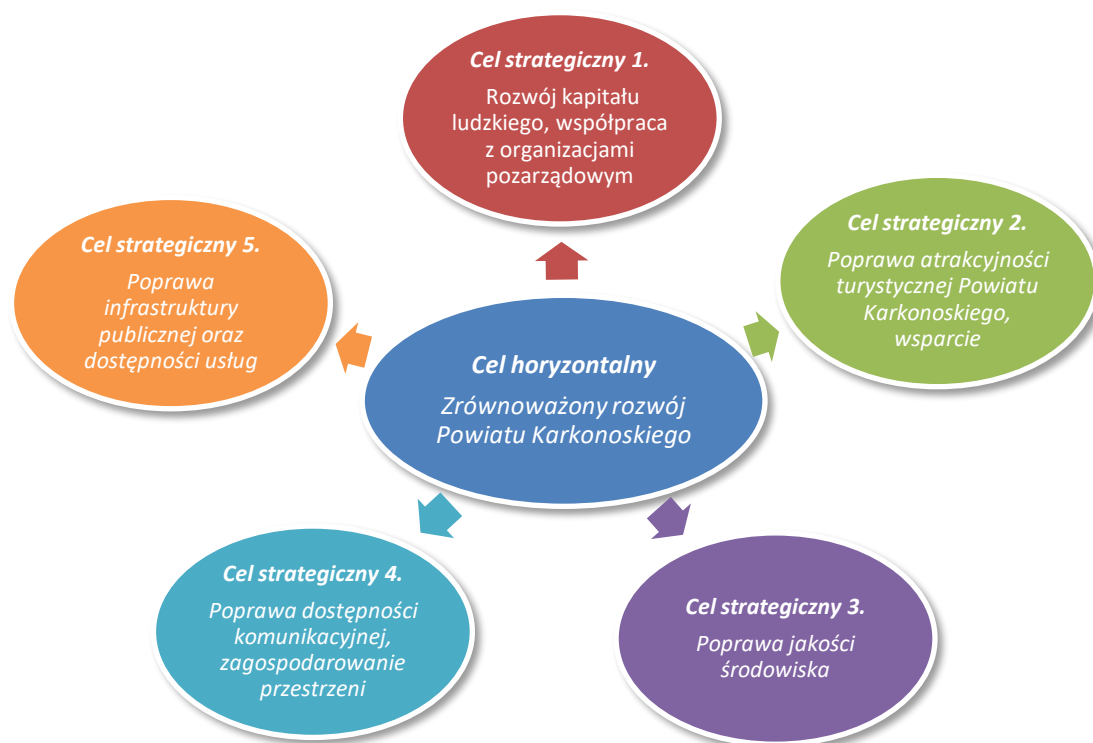 Cel strategiczny 1.
Rozwój kapitału
ludzkiego, współpraca
z organizacjami
pozarządowym
Cel strategiczny 2.
Poprawa atrakcyjności
turystycznej Powiatu
Karkonoskiego,
wsparcie
Cel strategiczny 5.
Poprawa
infrastruktury
publicznej oraz
dostępności usług
Cel horyzontalny
Zrównoważony rozwój
Powiatu Karkonoskiego
Cel strategiczny 4.
Poprawa dostępności
komunikacyjnej,
zagospodarowanie
przestrzeni
Cel strategiczny 3.
Poprawa jakości
środowiska